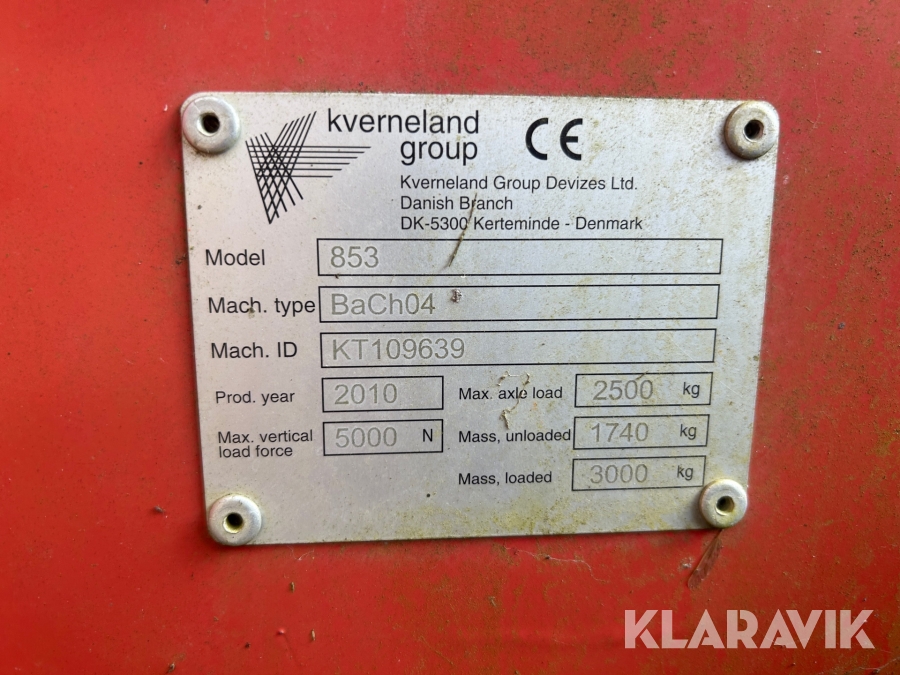 kverneland
group
CE
Kverneland Group Devizes Ltd.
Danish Branch
DK-5300 Kerteminde - Denmark
Model 853
Mach. type BaCh04
Mach. ID KT109639
Prod. year 2010 Max. axle load 2500 kg
Max. vertical
load force 5000 N Mass, unloaded 1740 kg
Mass, loaded 3000 kg
KLARAVIK